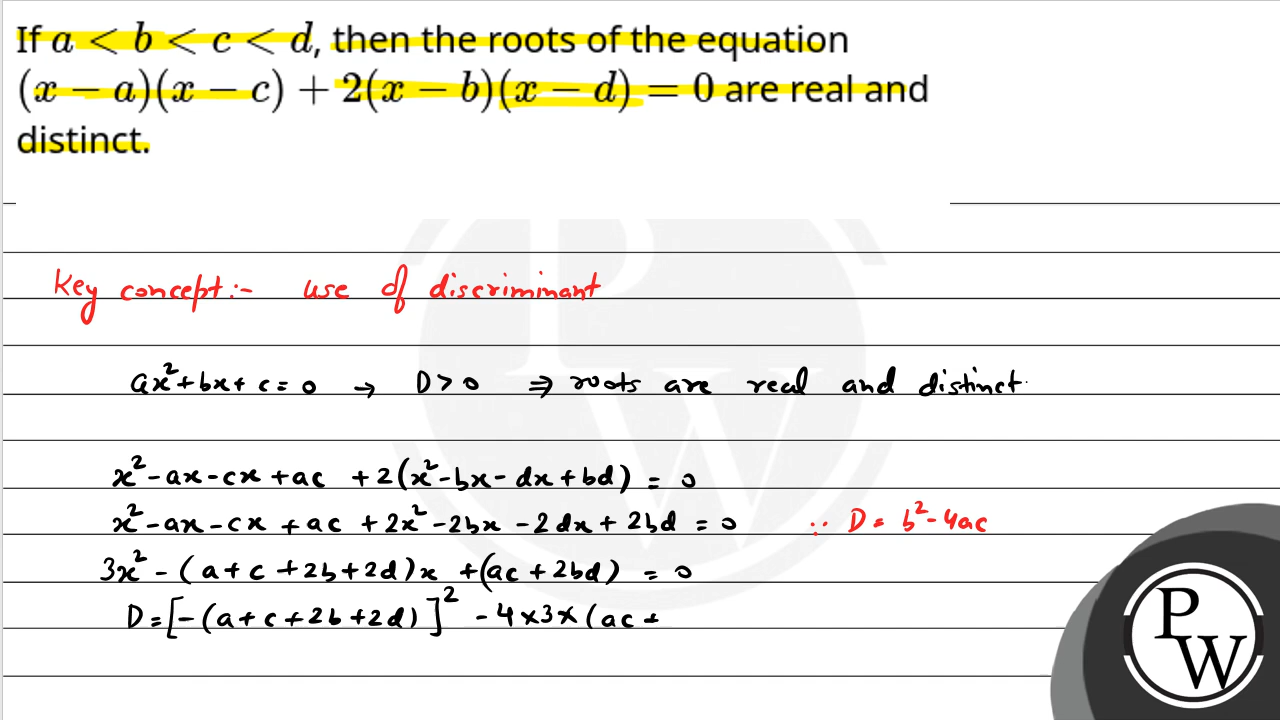 If a < b < c < d, then the roots of the equation
(x − a)(x − c) + 2(x − b)(x − d) = 0 are real and
distinct.
Key concept:- use of discriminant
ax²+bx+c=0 → D>0 ⇒ roots are real and distinct.
x²-ax-cx+ac +2(x²-bx-dx+bd) = 0
x²-ax-cx+ac+2x²-2bx-2dx+2bd = 0 ∵ D= b²-4ac
3x²-(a+c+2b+2d)x+(ac+2bd) = 0
D=[-(a+c+2b+2d)]²-4×3×(ac+
PW